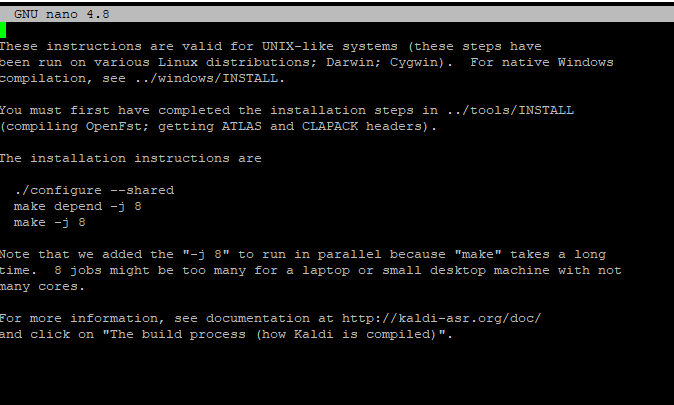 GNU nano 4.8
These instructions are valid for UNIX-like systems (these steps have
been run on various Linux distributions; Darwin; Cygwin).  For native Windows
compilation, see ../windows/INSTALL.
You must first have completed the installation steps in ../tools/INSTALL
(compiling OpenFst; getting ATLAS and CLAPACK headers).
The installation instructions are
./configure --shared
make depend -j 8
make -j 8
Note that we added the "-j 8" to run in parallel because "make" takes a long
time.  8 jobs might be too many for a laptop or small desktop machine with not
many cores.
For more information, see documentation at http://kaldi-asr.org/doc/
and click on "The build process (how Kaldi is compiled)".